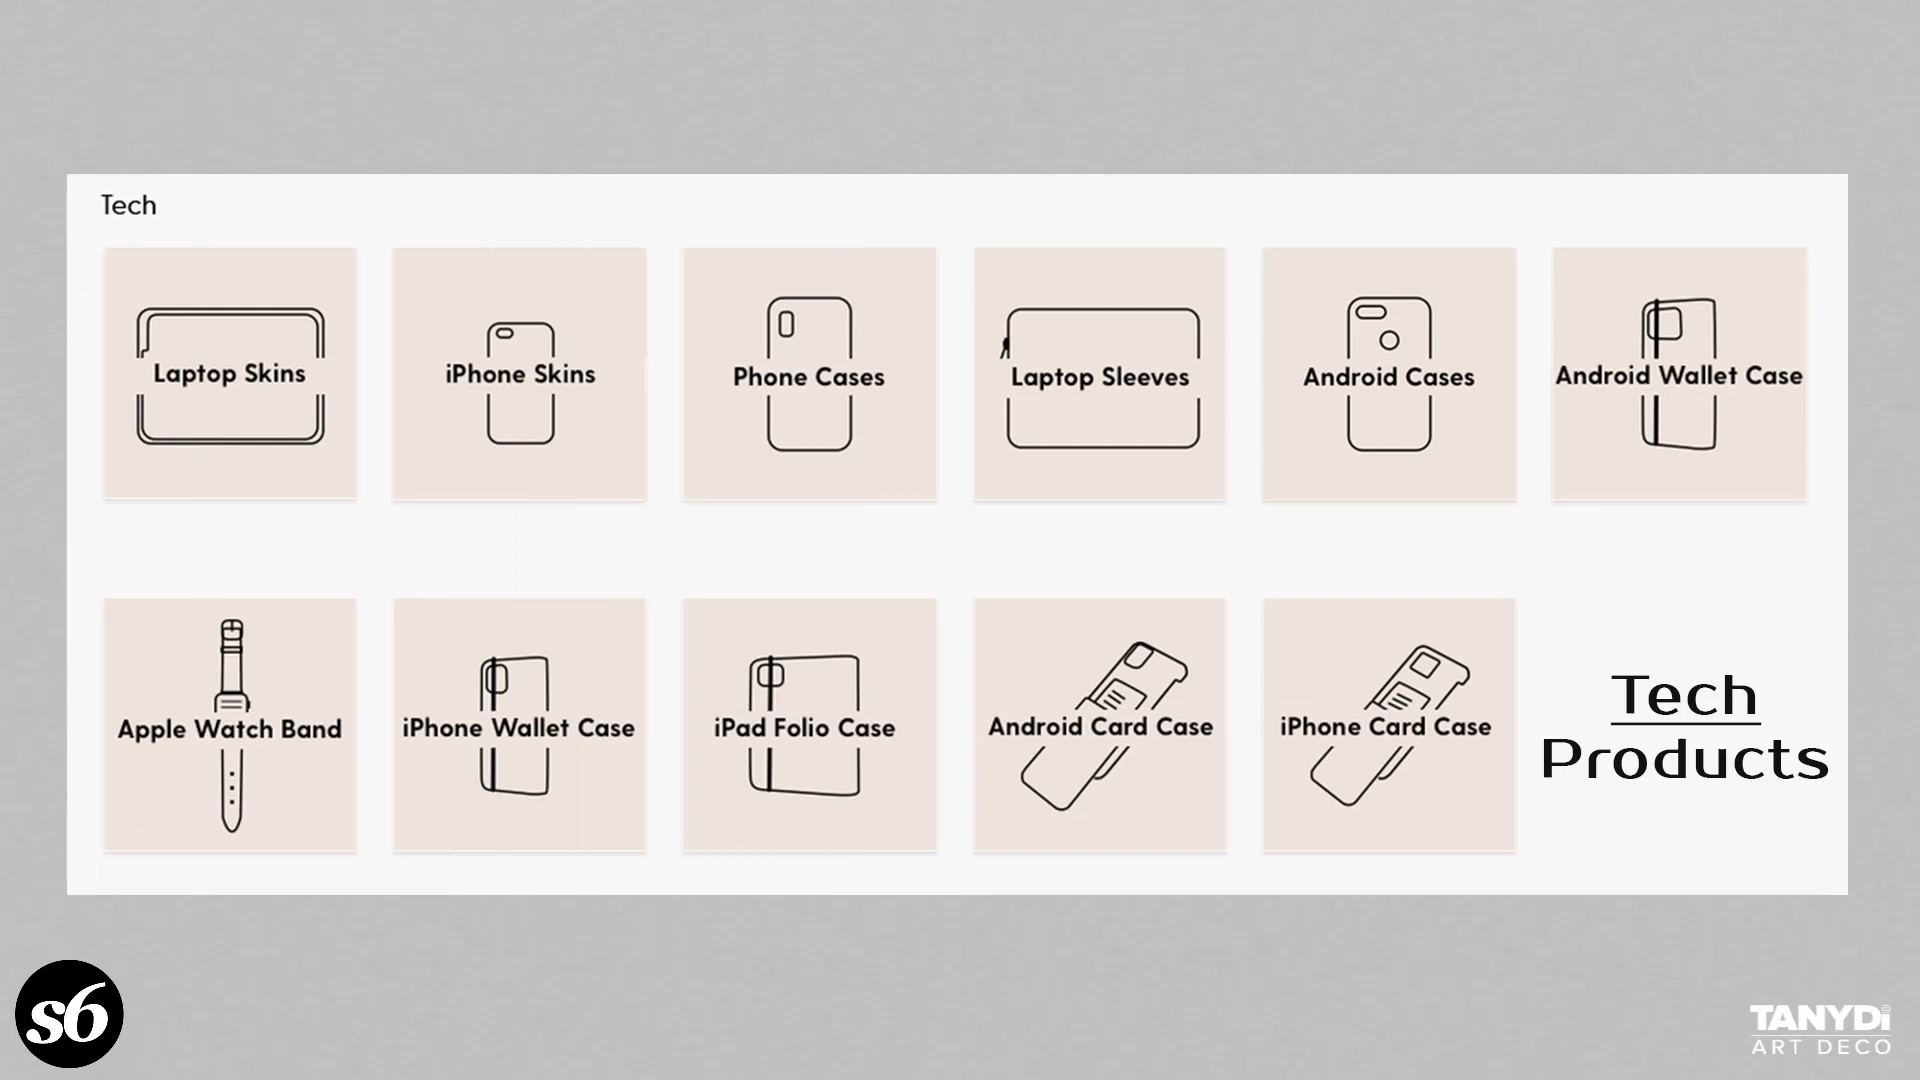 Tech
Laptop Skins
iPhone Skins
Phone Cases
Laptop Sleeves
Android Cases
Android Wallet Case
Apple Watch Band
iPhone Wallet Case
iPad Folio Case
Android Card Case
iPhone Card Case
Tech
Products
s6
TANYDi
ART DECO